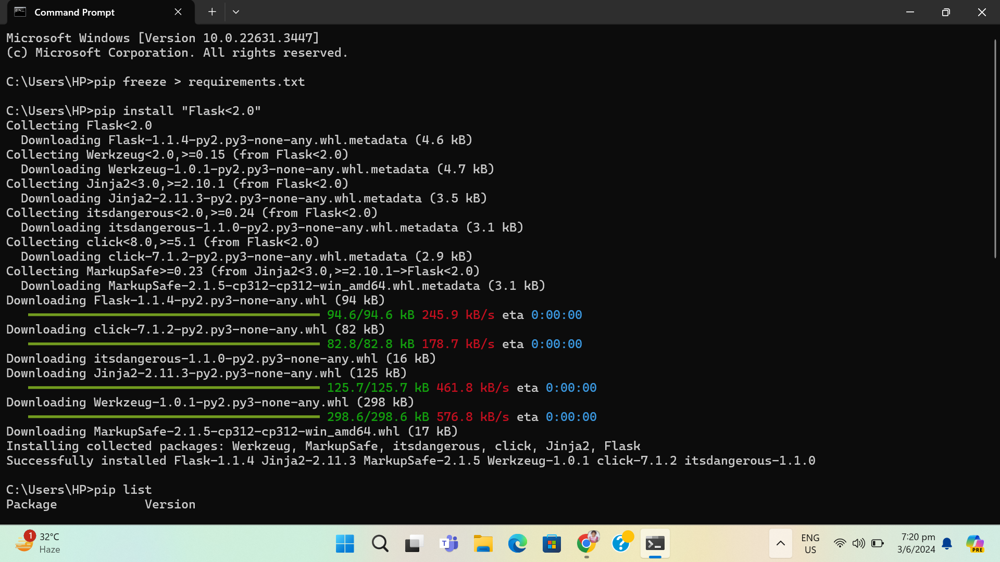 Command Prompt
Microsoft Windows [Version 10.0.22631.3447]
(c) Microsoft Corporation. All rights reserved.
C:\Users\HP>pip freeze > requirements.txt
C:\Users\HP>pip install "Flask<2.0"
Collecting Flask<2.0
  Downloading Flask-1.1.4-py2.py3-none-any.whl.metadata (4.6 kB)
Collecting Werkzeug<2.0,>=0.15 (from Flask<2.0)
  Downloading Werkzeug-1.0.1-py2.py3-none-any.whl.metadata (4.7 kB)
Collecting Jinja2<3.0,>=2.10.1 (from Flask<2.0)
  Downloading Jinja2-2.11.3-py2.py3-none-any.whl.metadata (3.5 kB)
Collecting itsdangerous<2.0,>=0.24 (from Flask<2.0)
  Downloading itsdangerous-1.1.0-py2.py3-none-any.whl.metadata (3.1 kB)
Collecting click<8.0,>=5.1 (from Flask<2.0)
  Downloading click-7.1.2-py2.py3-none-any.whl.metadata (2.9 kB)
Collecting MarkupSafe>=0.23 (from Jinja2<3.0,>=2.10.1->Flask<2.0)
  Downloading MarkupSafe-2.1.5-cp312-cp312-win_amd64.whl.metadata (3.1 kB)
Downloading Flask-1.1.4-py2.py3-none-any.whl (94 kB)
94.6/94.6 kB 245.9 kB/s eta 0:00:00
Downloading click-7.1.2-py2.py3-none-any.whl (82 kB)
82.8/82.8 kB 178.7 kB/s eta 0:00:00
Downloading itsdangerous-1.1.0-py2.py3-none-any.whl (16 kB)
Downloading Jinja2-2.11.3-py2.py3-none-any.whl (125 kB)
125.7/125.7 kB 461.8 kB/s eta 0:00:00
Downloading Werkzeug-1.0.1-py2.py3-none-any.whl (298 kB)
298.6/298.6 kB 576.8 kB/s eta 0:00:00
Downloading MarkupSafe-2.1.5-cp312-cp312-win_amd64.whl (17 kB)
Installing collected packages: Werkzeug, MarkupSafe, itsdangerous, click, Jinja2, Flask
Successfully installed Flask-1.1.4 Jinja2-2.11.3 MarkupSafe-2.1.5 Werkzeug-1.0.1 click-7.1.2 itsdangerous-1.1.0
C:\Users\HP>pip list
Package            Version
1 32°C
Haze
T
ENG
US
7:20 pm
3/6/2024
PRE